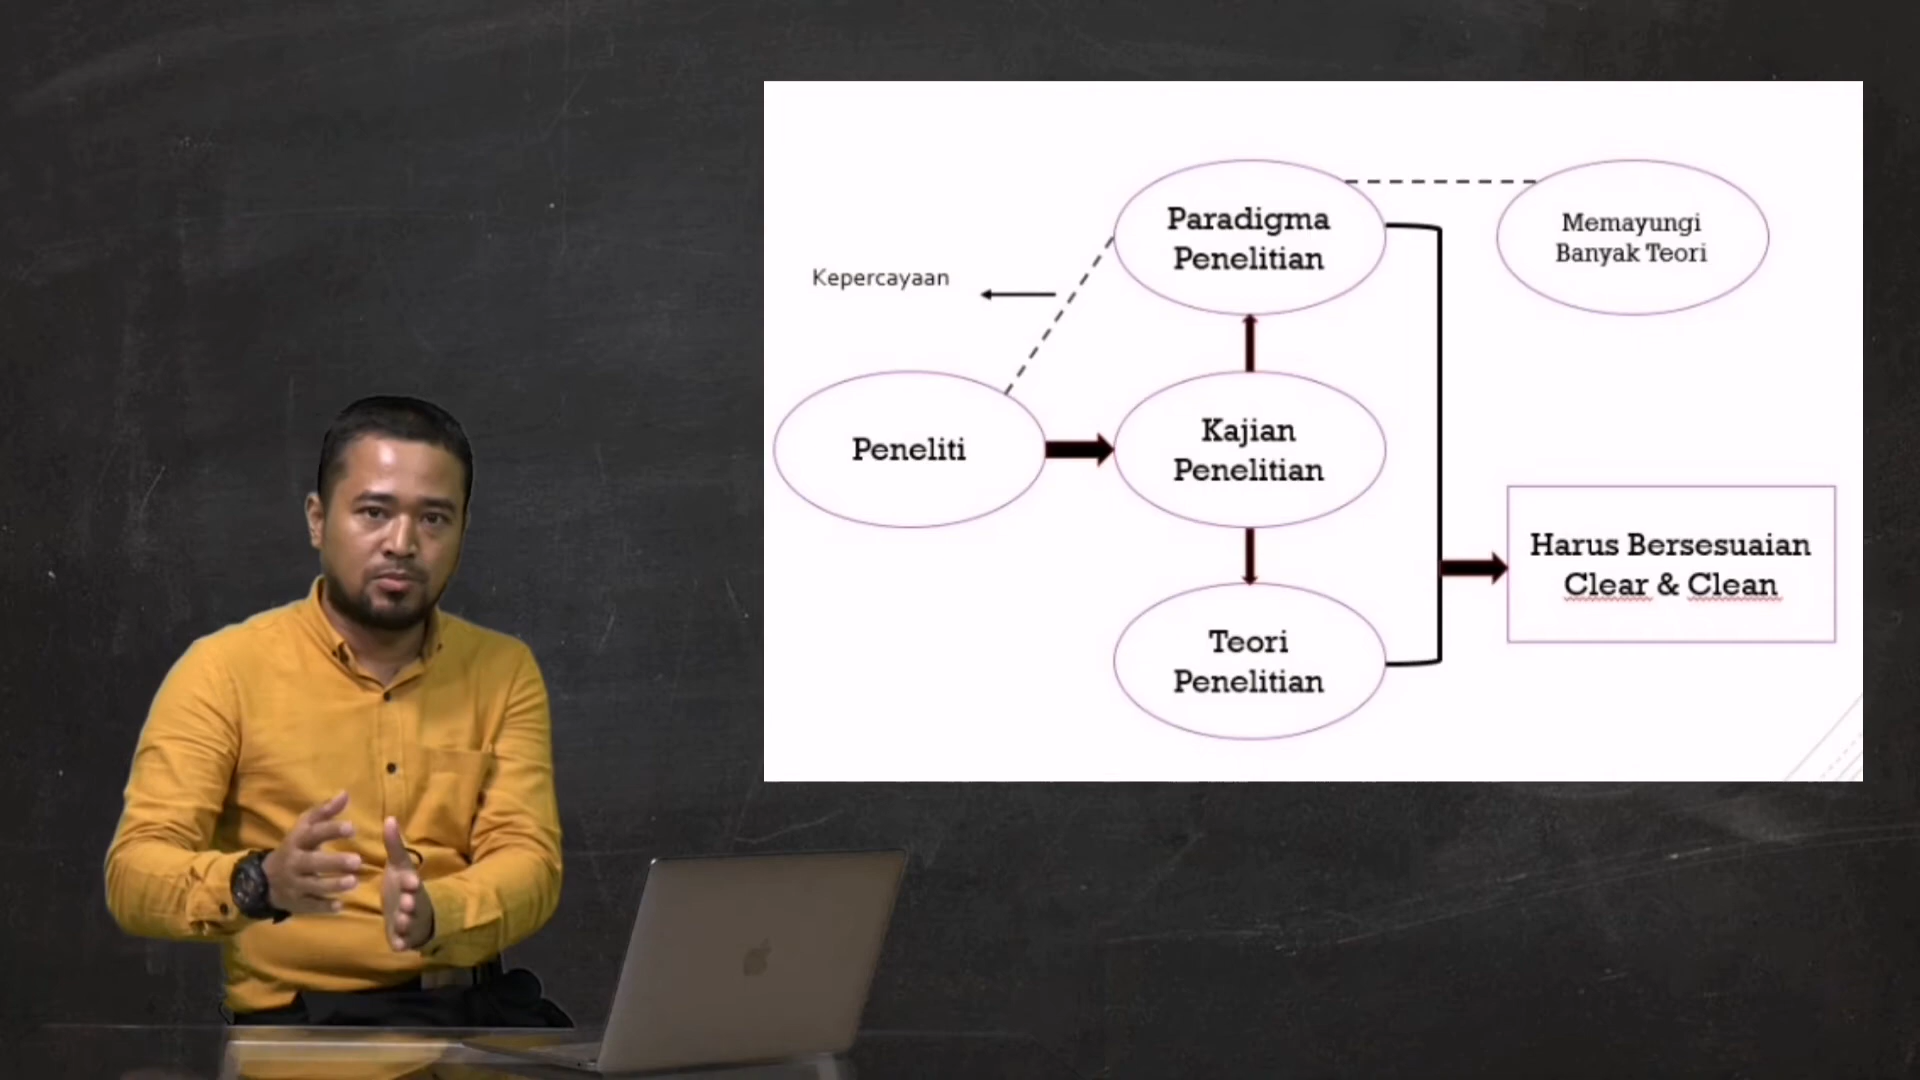 Paradigma
Penelitian
Memayungi
Banyak Teori
Kepercayaan
Peneliti
Kajian
Penelitian
Harus Bersesuaian
Clear & Clean
Teori
Penelitian